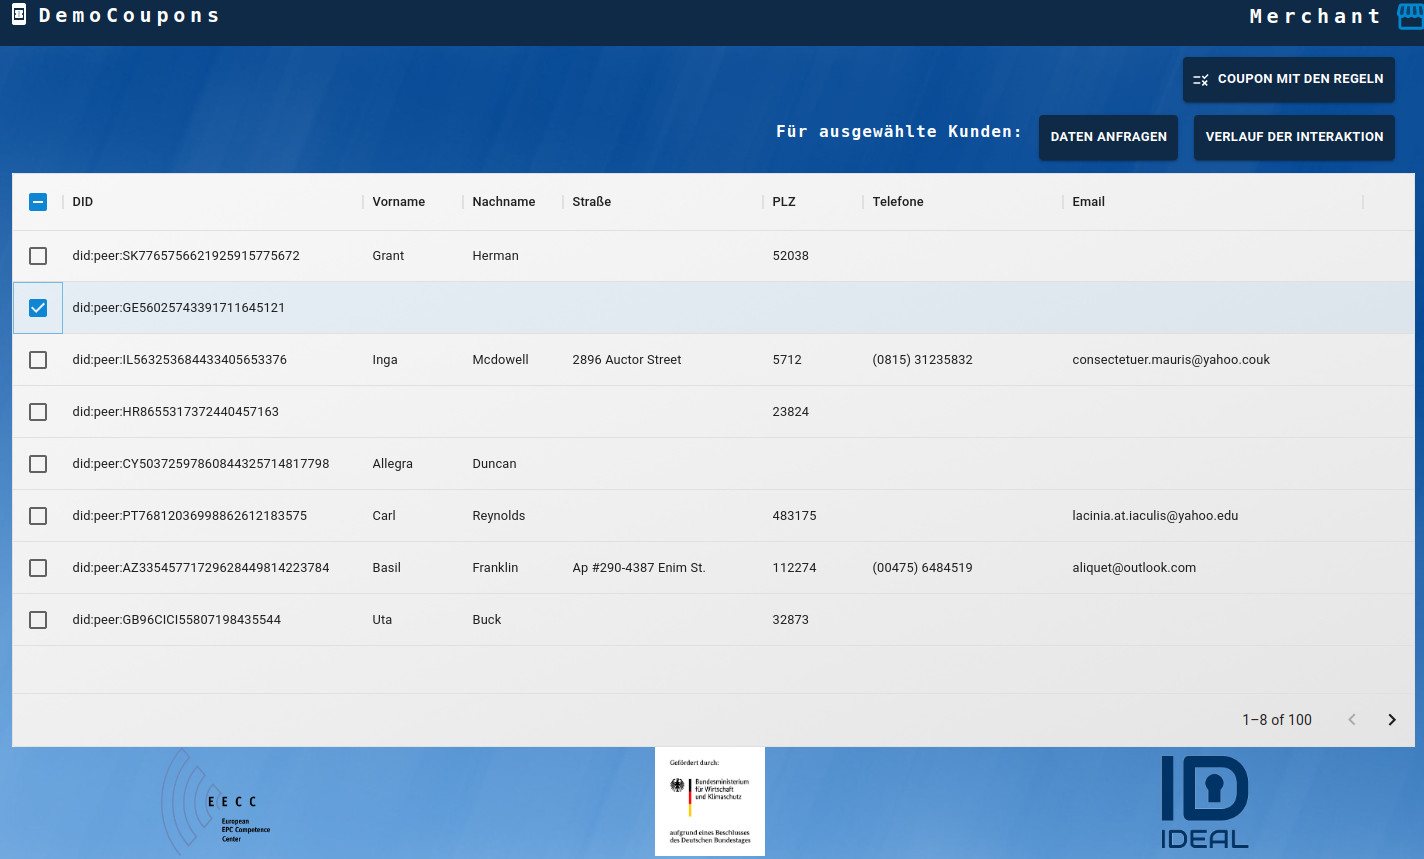 DemoCoupons
Merchant
COUPON MIT DEN REGELN
Für ausgewählte Kunden: DATEN ANFRAGEN VERLAUF DER INTERAKTION
DID Vorname Nachname Straße PLZ Telefone Email
did:peer:SK7765756621925915775672 Grant Herman 52038
did:peer:GE56025743391711645121
did:peer:IL563253684433405653376 Inga Mcdowell 2896 Auctor Street 5712 (0815) 31235832 consectetuer.mauris@yahoo.couk
did:peer:HR8655317372440457163 23824
did:peer:CY50372597860844325714817798 Allegra Duncan
did:peer:PT76812036998862612183575 Carl Reynolds 483175 lacinia.at.iaculis@yahoo.edu
did:peer:AZ33545771729628449814223784 Basil Franklin Ap #290-4387 Enim St. 112274 (00475) 6484519 aliquet@outlook.com
did:peer:GB96CICI55807198435544 Uta Buck 32873
1–8 of 100
EECC
European
EPC Competence
Center
Gefördert durch:
Bundesministerium
für Wirtschaft
und Klimaschutz
aufgrund eines Beschlusses
des Deutschen Bundestages
ID
IDEAL